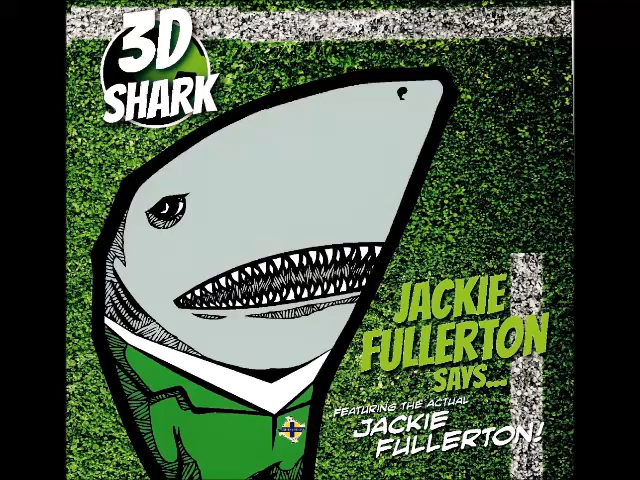 3D
SHARK
JACKIE
FULLERTON
SAYS...
FEATURING THE ACTUAL
JACKIE
FULLERTON!